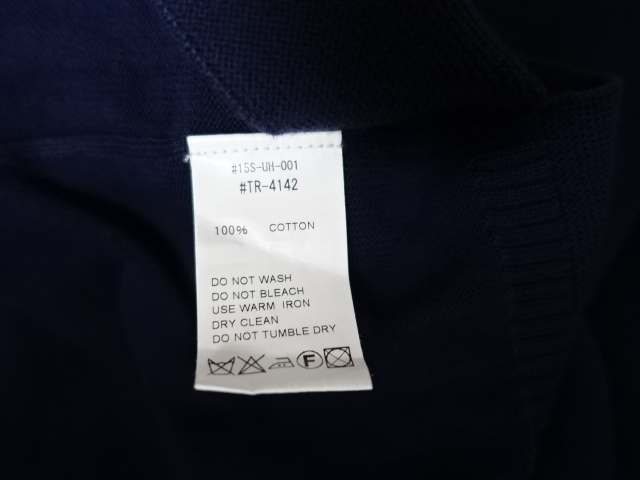 #15S-UH-001
#TR-4142
100% COTTON
DO NOT WASH
DO NOT BLEACH
USE WARM IRON
DRY CLEAN
DO NOT TUMBLE DRY
F